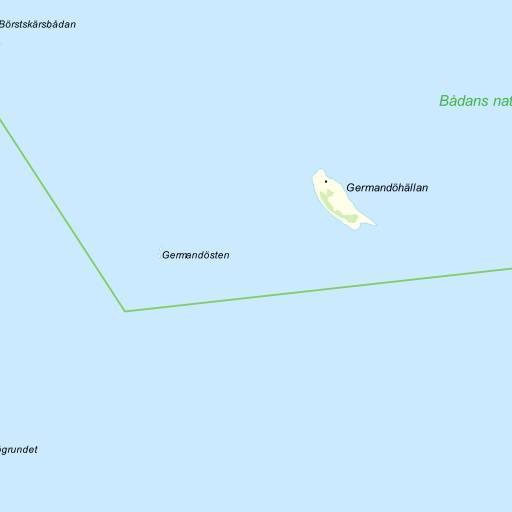 Börstskärsbådan
Bådans nat
Germandöhällan
Germandösten
grundet